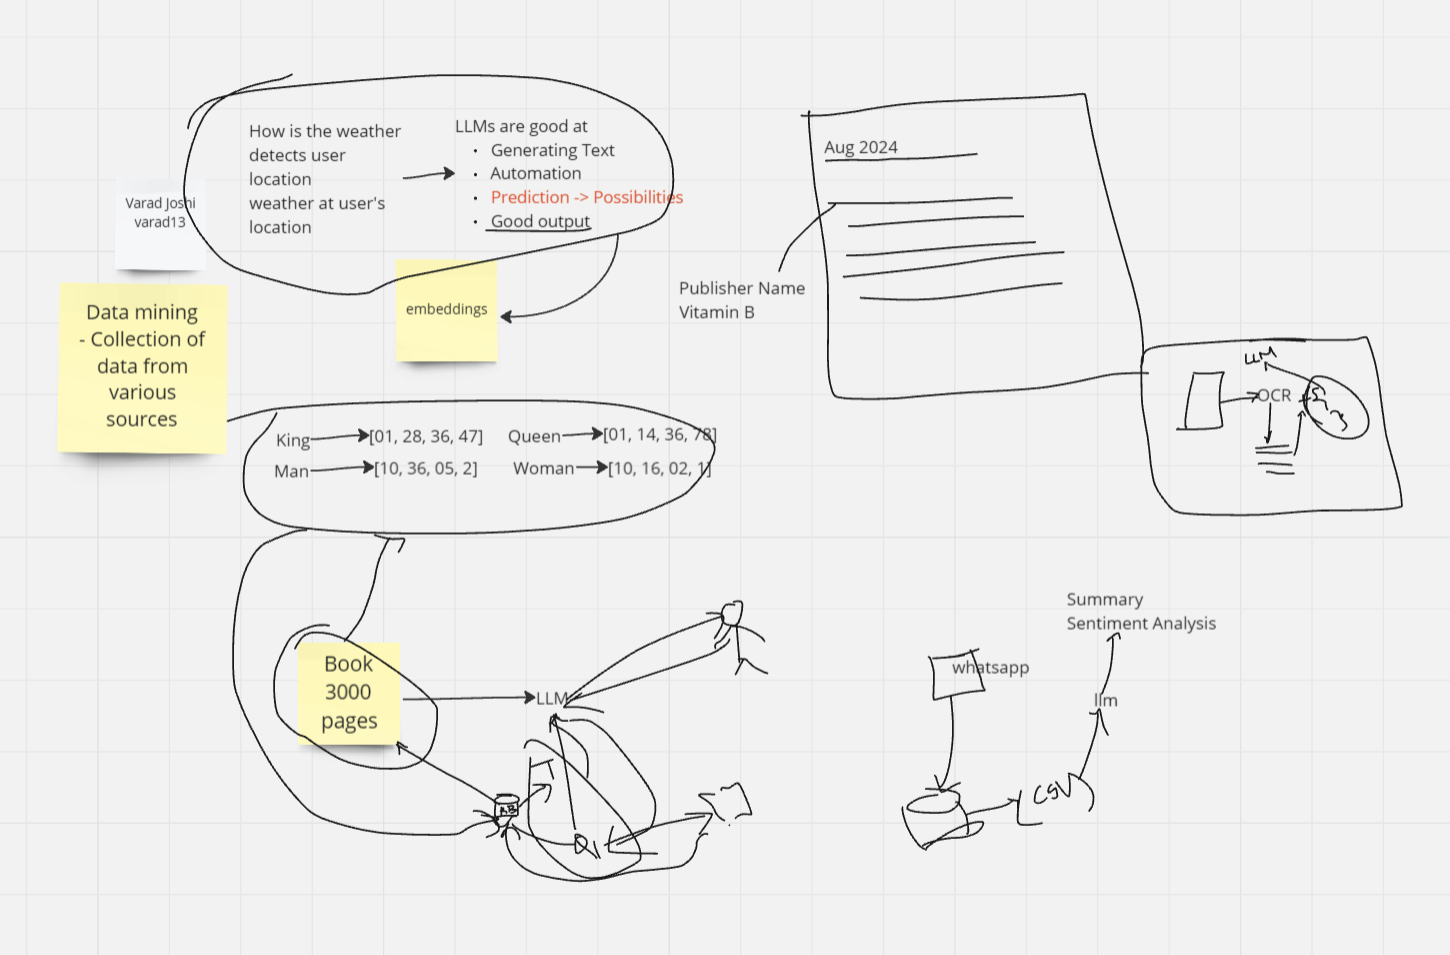 How is the weather
detects user
location
weather at user's
location
LLMs are good at
· Generating Text
· Automation
· Prediction -> Possibilities
· Good output
Varad Joshi
varad13
embeddings
Data mining
- Collection of
data from
various
sources
Aug 2024
Publisher Name
Vitamin B
LLM
OCR
King [01, 28, 36, 47] Queen [01, 14, 36, 78]
Man [10, 36, 05, 2] Woman [10, 16, 02, 1]
Book
3000
pages
LLM
Summary
Sentiment Analysis
whatsapp
llm
CSV